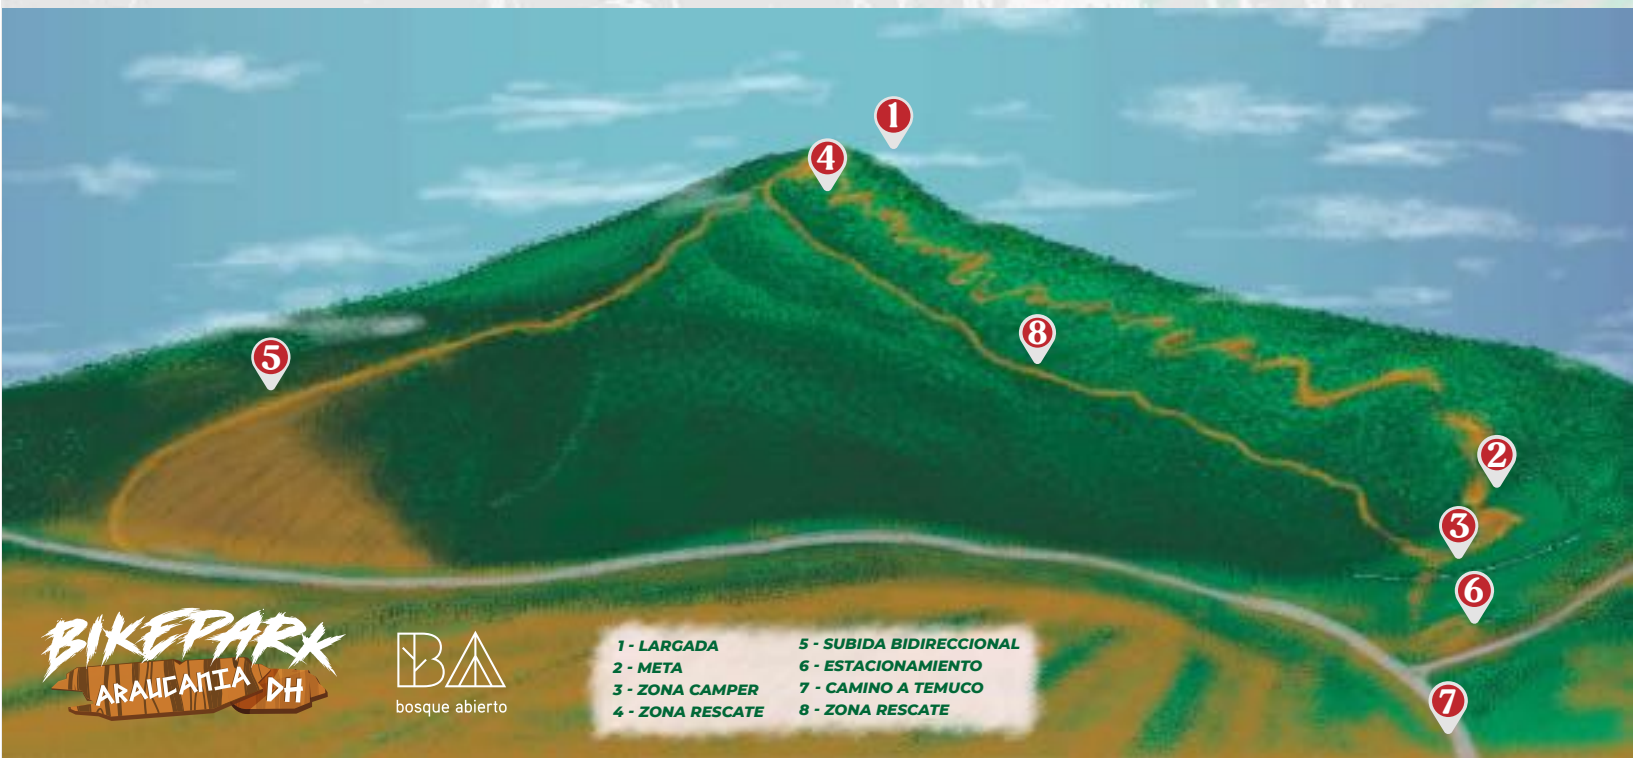 1
4
8
5
2
3
6
7
BIKEPARK
ARAUCANIA DH
BA
bosque abierto
1 - LARGADA
2 - META
3 - ZONA CAMPER
4 - ZONA RESCATE
5 - SUBIDA BIDIRECCIONAL
6 - ESTACIONAMIENTO
7 - CAMINO A TEMUCO
8 - ZONA RESCATE